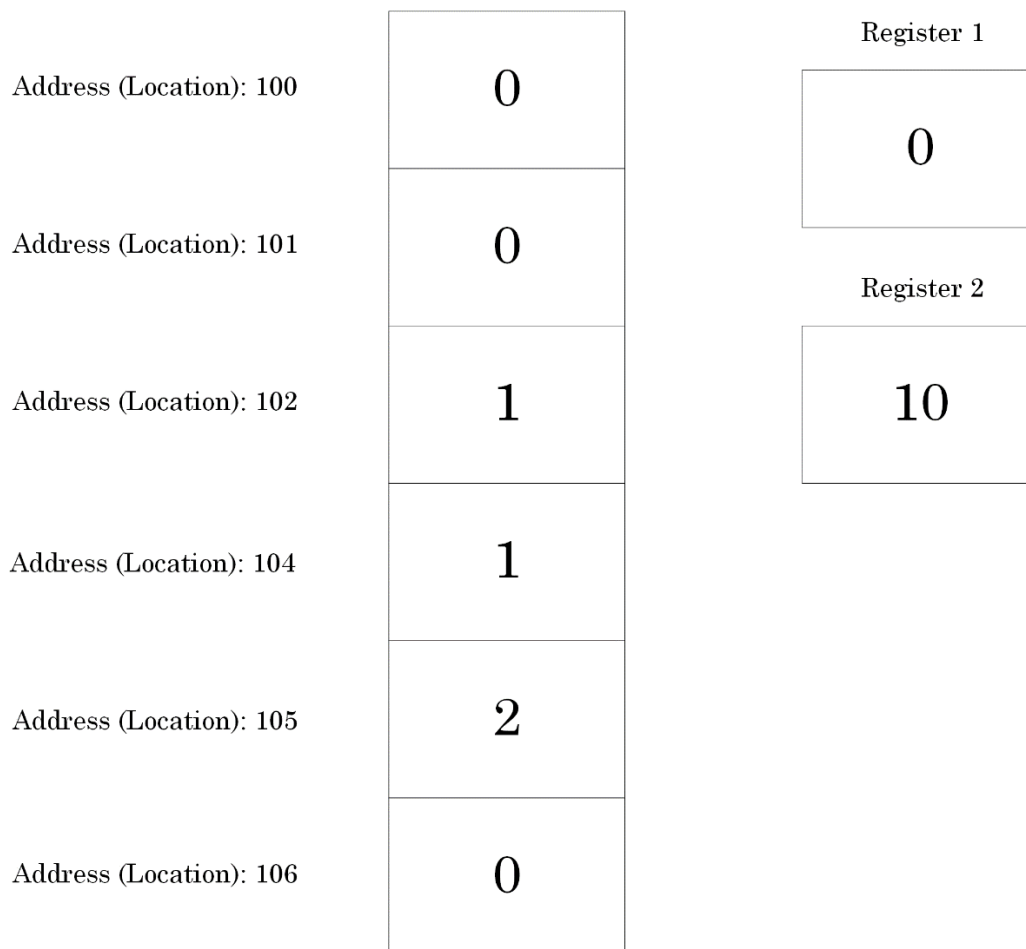 Register 1
Address (Location): 100
0
0
Address (Location): 101
0
Register 2
Address (Location): 102
1
10
Address (Location): 104
1
Address (Location): 105
2
Address (Location): 106
0